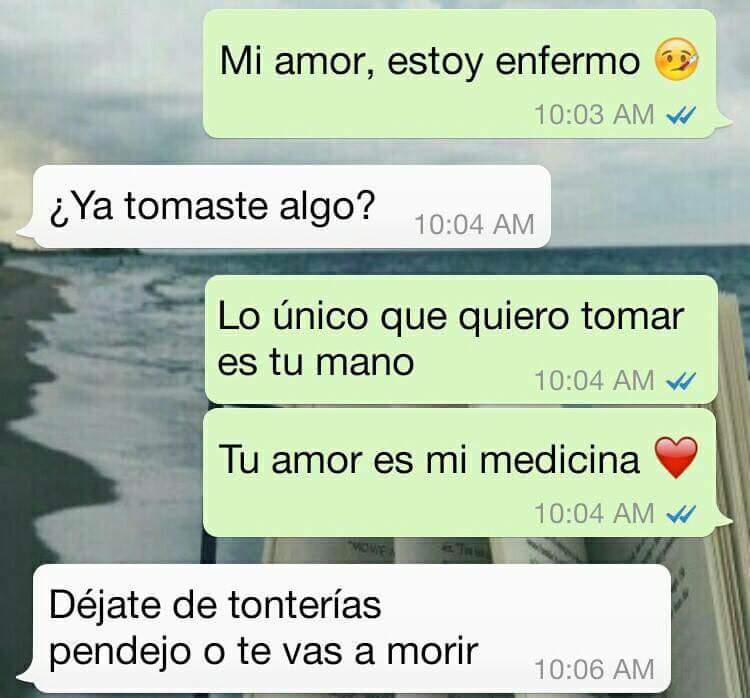 Mi amor, estoy enfermo 🤒
10:03 AM
¿Ya tomaste algo?
10:04 AM
Lo único que quiero tomar
es tu mano
10:04 AM
Tu amor es mi medicina ❤️
10:04 AM
Déjate de tonterías
pendejo o te vas a morir
10:06 AM